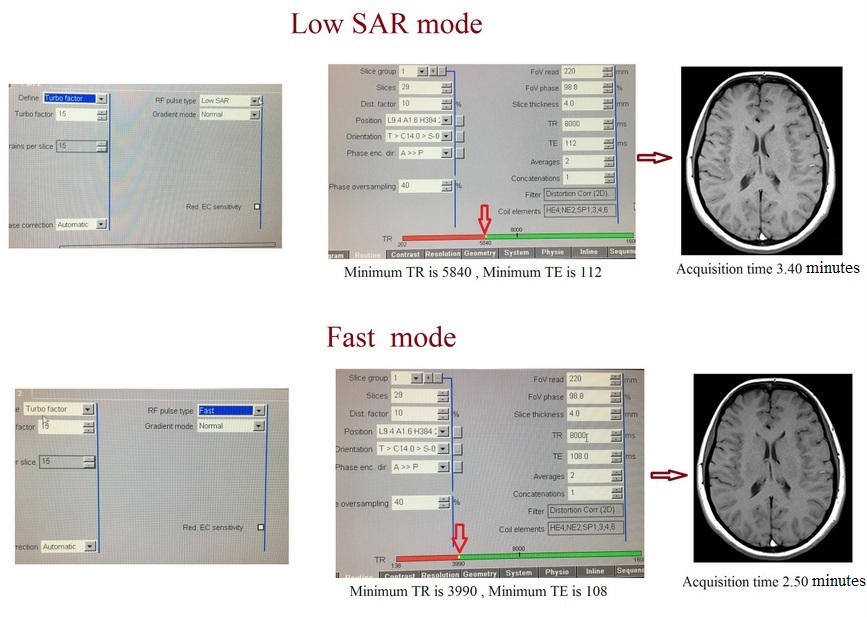 Low SAR mode
Define Turbo factor RF pulse type Low SAR
Turbo factor 15 Gradient mode Normal
rains per slice 15
Red. EC sensitivity
ase correction Automatic
Slice group 1 FoV read 220 mm
Slices 29 FoV phase 98.8 %
Dist. factor 10 % Slice thickness 4.0 mm
Position L9.4 A1.6 H384 TR 8000 ms
Orientation T > C14.0 > S-0 TE 112 ms
Phase enc. dir. A >> P Averages 2
Concatenations 1
Phase oversampling 40 % Filter Distortion Corr.(2D)
Coil elements HE4;NE2;SP1,3,4,6
TR 202 5840 8000
gram Routine Contrast Resolution Geometry System Physio Inline Sequen
Minimum TR is 5840 , Minimum TE is 112
Acquisition time 3.40 minutes
Fast mode
2
e Turbo factor RF pulse type Fast
factor 15 Gradient mode Normal
r slice 15
Red. EC sensitivity
rection Automatic
Slice group 1 FoV read 220 mm
Slices 29 FoV phase 98.8 %
Dist. factor 10 % Slice thickness 4.0 mm
Position L9.4 A1.6 H384 TR 8000 ms
Orientation T > C14.0 > S-0 TE 108.0 ms
Phase enc. dir. A >> P Averages 2
Concatenations 1
e oversampling 40 % Filter Distortion Corr.(2D)
Coil elements HE4;NE2;SP1,3,4,6
TR 138 3990 8000
Routine Contrast Resolution Geometry System Physio Inline Sequenc
Minimum TR is 3990 , Minimum TE is 108
Acquisition time 2.50 minutes